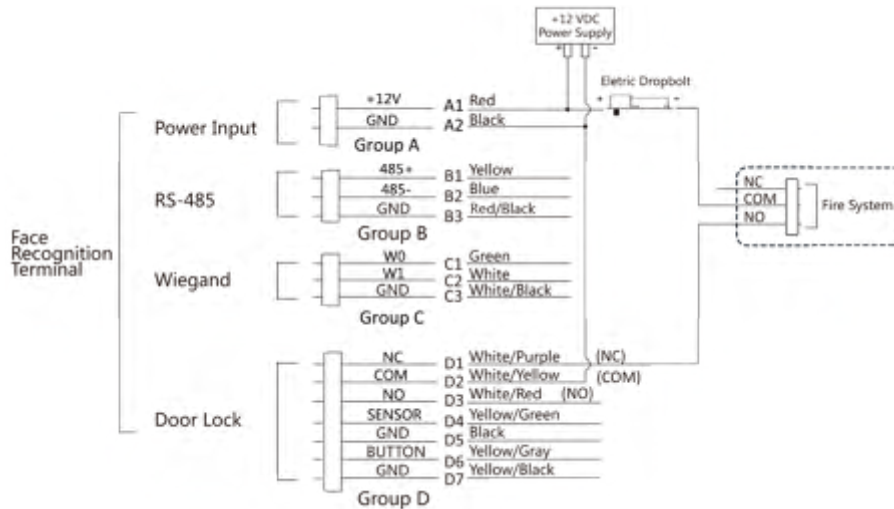 +12 VDC
Power Supply
+ -
Eletric Dropbolt
+ -
Face
Recognition
Terminal
Power Input
+12V A1 Red
GND A2 Black
Group A
RS-485
485+ B1 Yellow
485- B2 Blue
GND B3 Red/Black
Group B
NC
COM
NO
Fire System
Wiegand
W0 C1 Green
W1 C2 White
GND C3 White/Black
Group C
Door Lock
NC D1 White/Purple (NC)
COM D2 White/Yellow (COM)
NO D3 White/Red (NO)
SENSOR D4 Yellow/Green
GND D5 Black
BUTTON D6 Yellow/Gray
GND D7 Yellow/Black
Group D